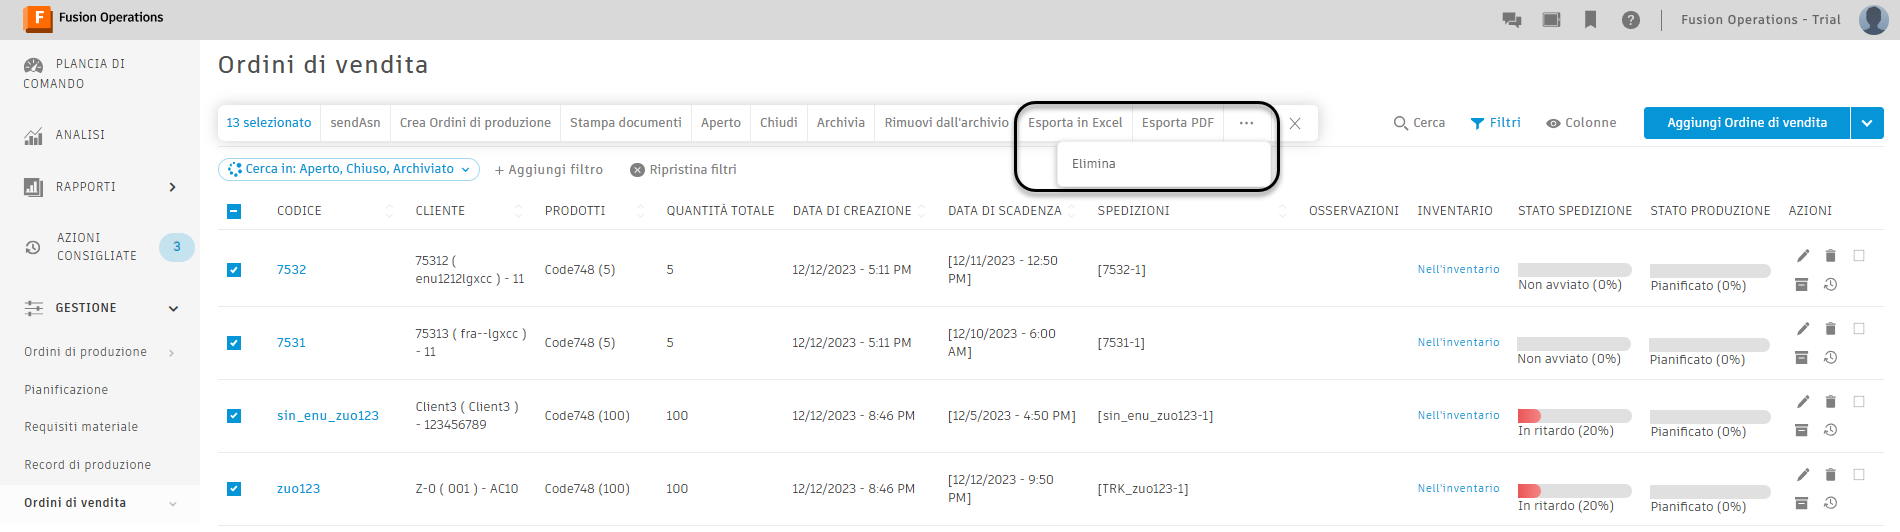 F Fusion Operations
? Fusion Operations - Trial
PLANCIA DI
COMANDO
ANALISI
RAPPORTI
AZIONI
CONSIGLIATE 3
GESTIONE
Ordini di produzione
Pianificazione
Requisiti materiale
Record di produzione
Ordini di vendita
Ordini di vendita
13 selezionato sendAsn Crea Ordini di produzione Stampa documenti Aperto Chiudi Archivia Rimuovi dall'archivio Esporta in Excel Esporta PDF ... Cerca Filtri Colonne Aggiungi Ordine di vendita
Elimina
Cerca in: Aperto, Chiuso, Archiviato + Aggiungi filtro Ripristina filtri
CODICE CLIENTE PRODOTTI QUANTITÀ TOTALE DATA DI CREAZIONE DATA DI SCADENZA SPEDIZIONI OSSERVAZIONI INVENTARIO STATO SPEDIZIONE STATO PRODUZIONE AZIONI
7532 75312 ( enu1212lgxcc ) - 11 Code748 (5) 5 12/12/2023 - 5:11 PM [12/11/2023 - 12:50 PM] [7532-1] Nell'inventario Non avviato (0%) Pianificato (0%)
7531 75313 ( fra--lgxcc ) - 11 Code748 (5) 5 12/12/2023 - 5:11 PM [12/10/2023 - 6:00 AM] [7531-1] Nell'inventario Non avviato (0%) Pianificato (0%)
sin_enu_zuo123 Client3 ( Client3 ) - 123456789 Code748 (100) 100 12/12/2023 - 8:46 PM [12/5/2023 - 4:50 PM] [sin_enu_zuo123-1] Nell'inventario In ritardo (20%) Pianificato (0%)
zuo123 Z-0 ( 001 ) - AC10 Code748 (100) 100 12/12/2023 - 8:46 PM [12/12/2023 - 9:50 PM] [TRK_zuo123-1] Nell'inventario In ritardo (20%) Pianificato (0%)